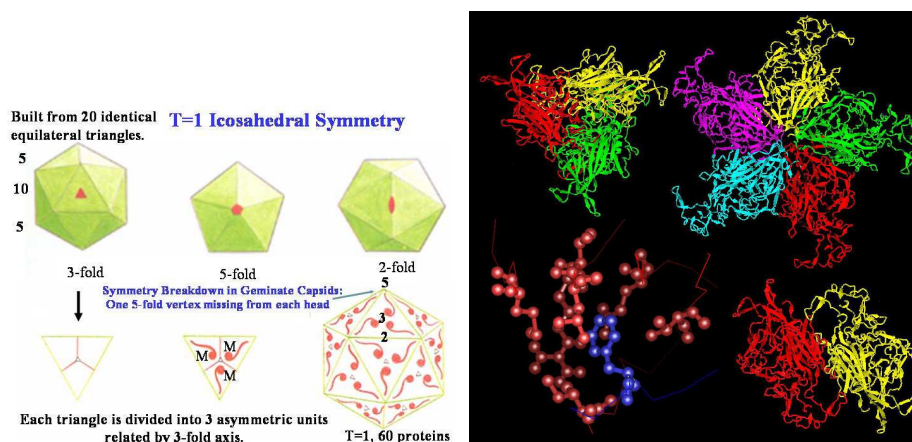 Built from 20 identical
equilateral triangles.
T=1 Icosahedral Symmetry
5
10
5
3-fold
5-fold
2-fold
Symmetry Breakdown in Geminate Capsids:
One 5-fold vertex missing from each head
5
3
2
M
M
M
Each triangle is divided into 3 asymmetric units
related by 3-fold axis.
T=1, 60 proteins